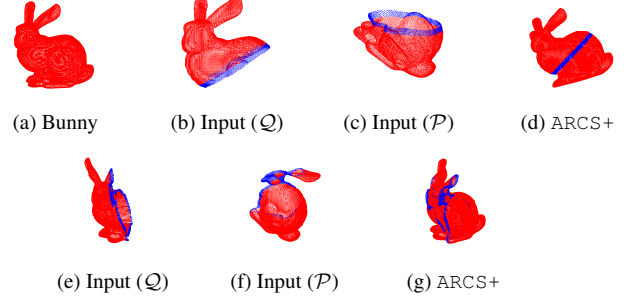 (a) Bunny (b) Input (𝒬) (c) Input (𝒫) (d) ARCS+
(e) Input (𝒬) (f) Input (𝒫) (g) ARCS+